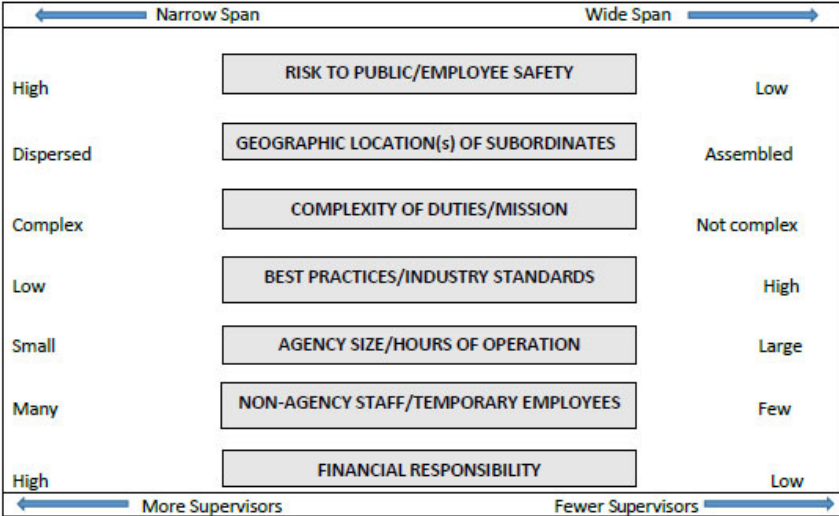 Narrow Span Wide Span
RISK TO PUBLIC/EMPLOYEE SAFETY
High Low
GEOGRAPHIC LOCATION(s) OF SUBORDINATES
Dispersed Assembled
COMPLEXITY OF DUTIES/MISSION
Complex Not complex
BEST PRACTICES/INDUSTRY STANDARDS
Low High
Small AGENCY SIZE/HOURS OF OPERATION Large
NON-AGENCY STAFF/TEMPORARY EMPLOYEES
Many Few
FINANCIAL RESPONSIBILITY
High Low
More Supervisors Fewer Supervisors